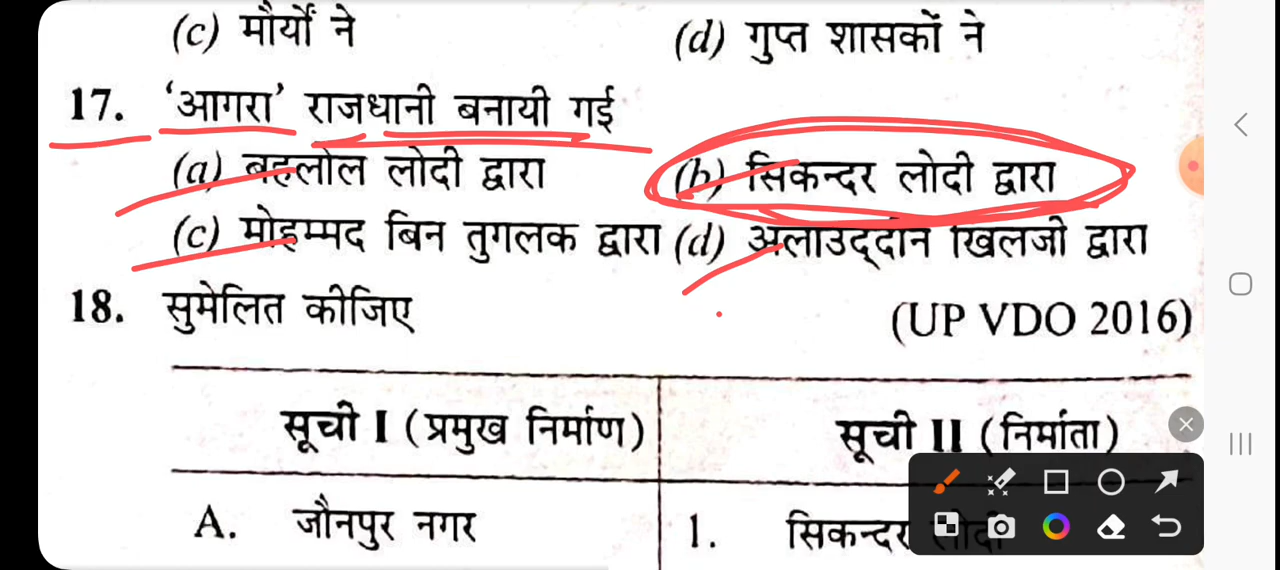 (c) मौर्यों ने (d) गुप्त शासकों ने
17. 'आगरा' राजधानी बनायी गई
(a) बहलोल लोदी द्वारा (b) सिकन्दर लोदी द्वारा
(c) मोहम्मद बिन तुगलक द्वारा (d) अलाउद्दीन खिलजी द्वारा
18. सुमेलित कीजिए (UP VDO 2016)
सूची I (प्रमुख निर्माण) सूची II (निर्माता)
A. जौनपुर नगर 1. सिकन्दर लोदी